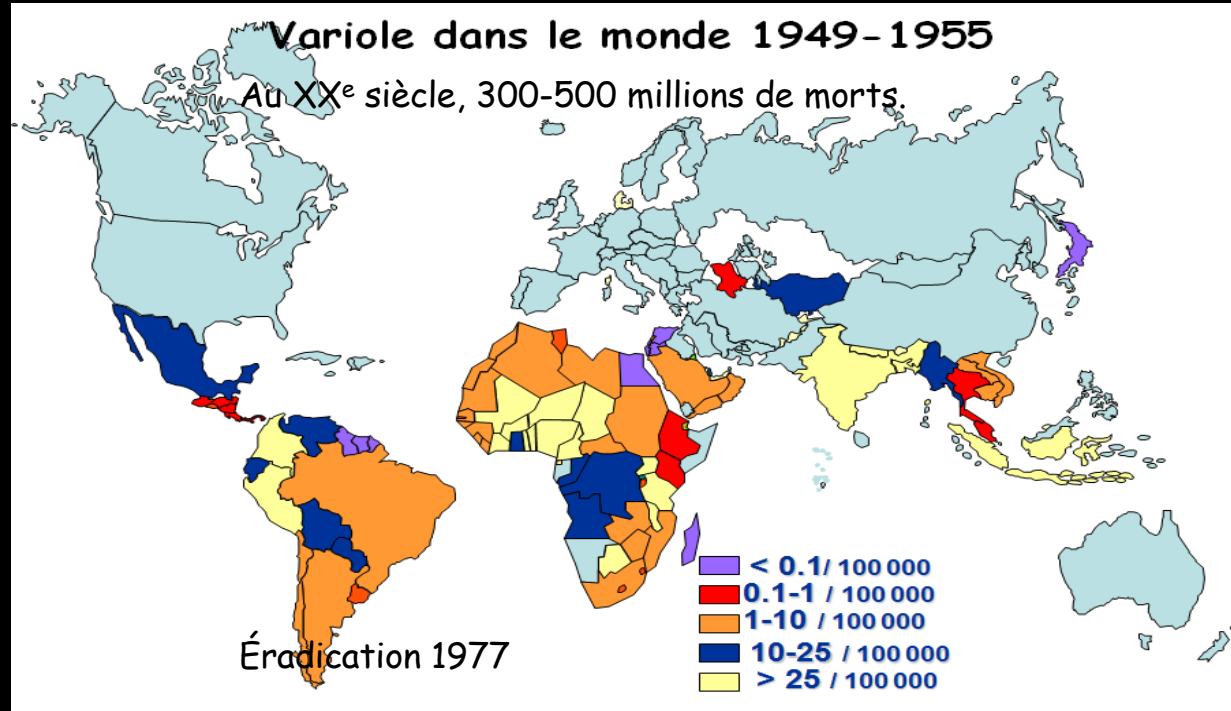 Variole dans le monde 1949-1955
Au XXe siècle, 300-500 millions de morts.
< 0.1/ 100 000
0.1-1 / 100 000
1-10 / 100 000
10-25 / 100 000
> 25 / 100 000
Éradication 1977